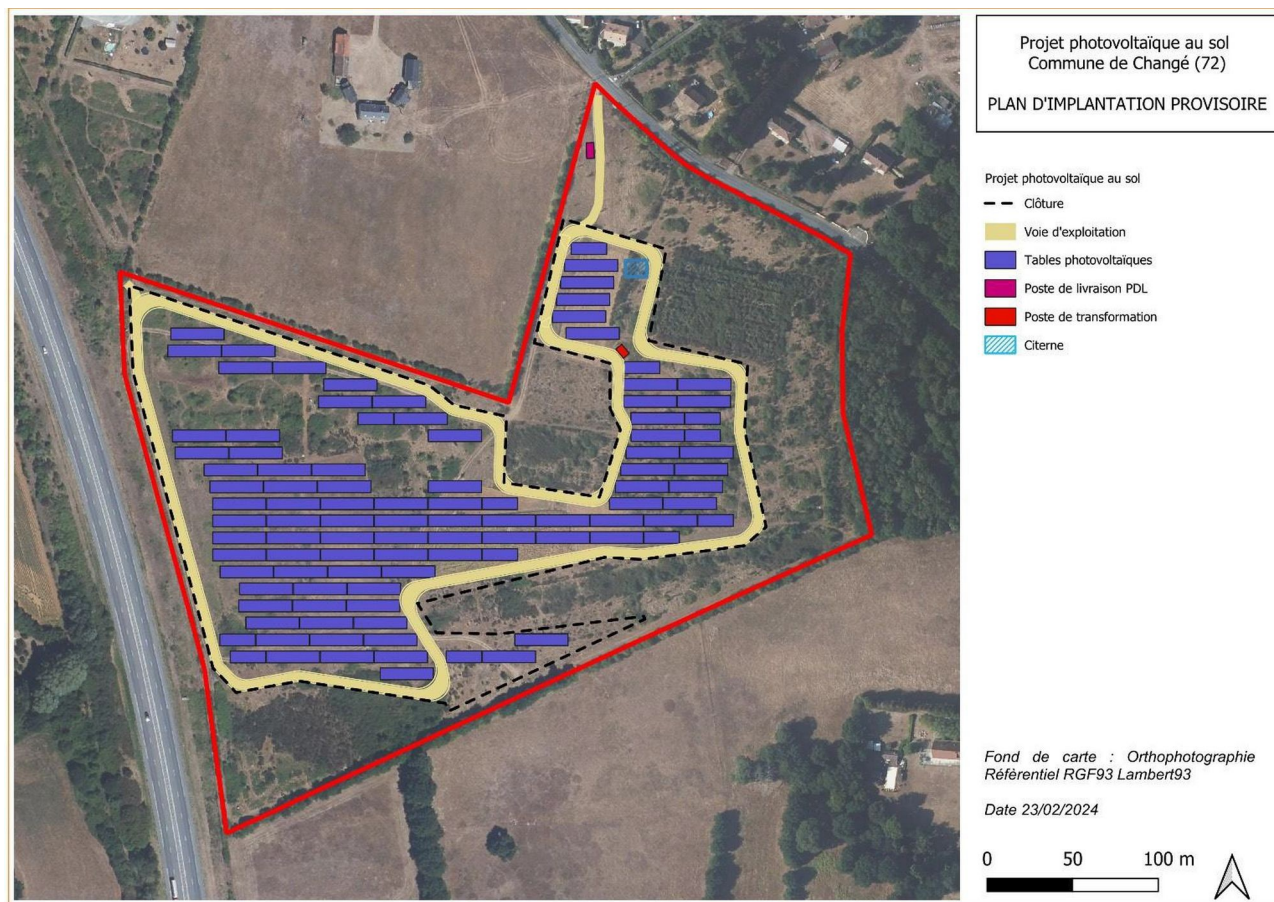 Projet photovoltaïque au sol
Commune de Changé (72)
PLAN D'IMPLANTATION PROVISOIRE
Projet photovoltaïque au sol
Clôture
Voie d'exploitation
Tables photovoltaïques
Poste de livraison PDL
Poste de transformation
Citerne
Fond de carte : Orthophotographie
Référentiel RGF93 Lambert93
Date 23/02/2024
0 50 100 m